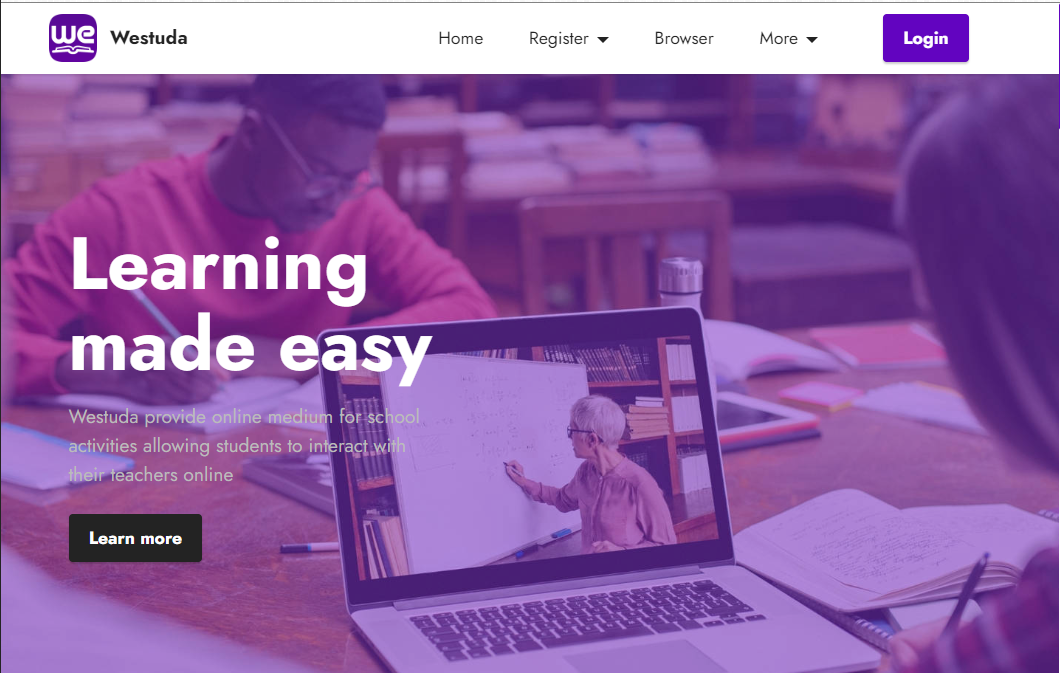 we
Westuda
Home
Register
Browser
More
Login
Learning
made easy
Westuda provide online medium for school
activities allowing students to interact with
their teachers online
Learn more